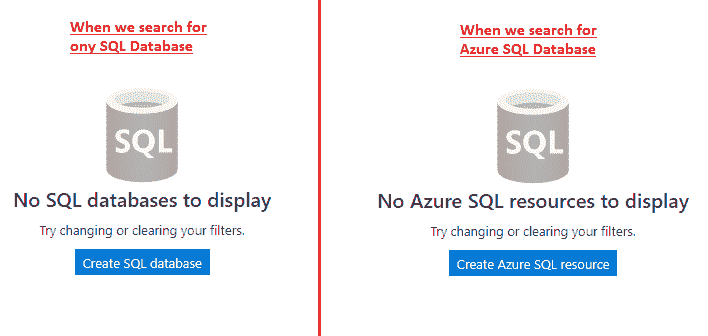 When we search for
ony SQL Database
SQL
No SQL databases to display
Try changing or clearing your filters.
Create SQL database
When we search for
Azure SQL Database
SQL
No Azure SQL resources to display
Try changing or clearing your filters.
Create Azure SQL resource